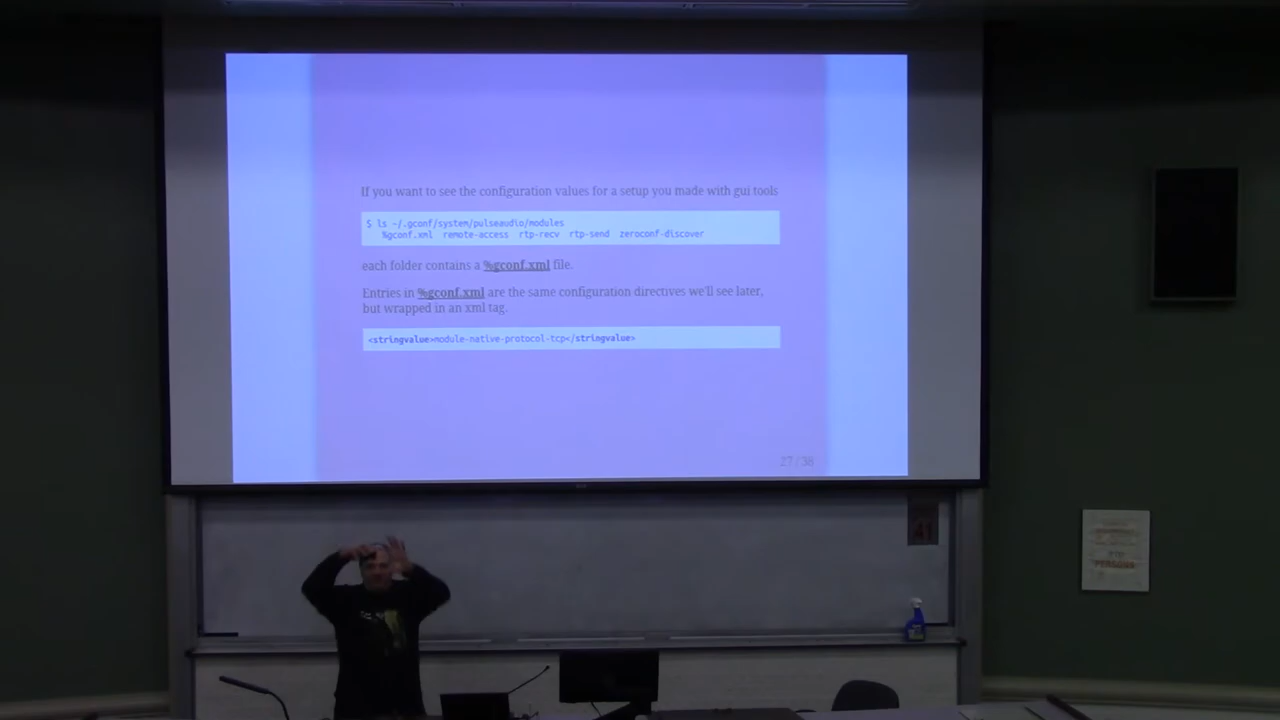 If you want to see the configuration values for a setup you made with gui tools
$ ls ~/.gconf/system/pulseaudio/modules
%gconf.xml remote-access rtp-recv rtp-send zeroconf-discover
each folder contains a %gconf.xml file.
Entries in %gconf.xml are the same configuration directives we'll see later,
but wrapped in an xml tag.
<stringvalue>module-native-protocol-tcp</stringvalue>
27 / 38
41
PERSONS